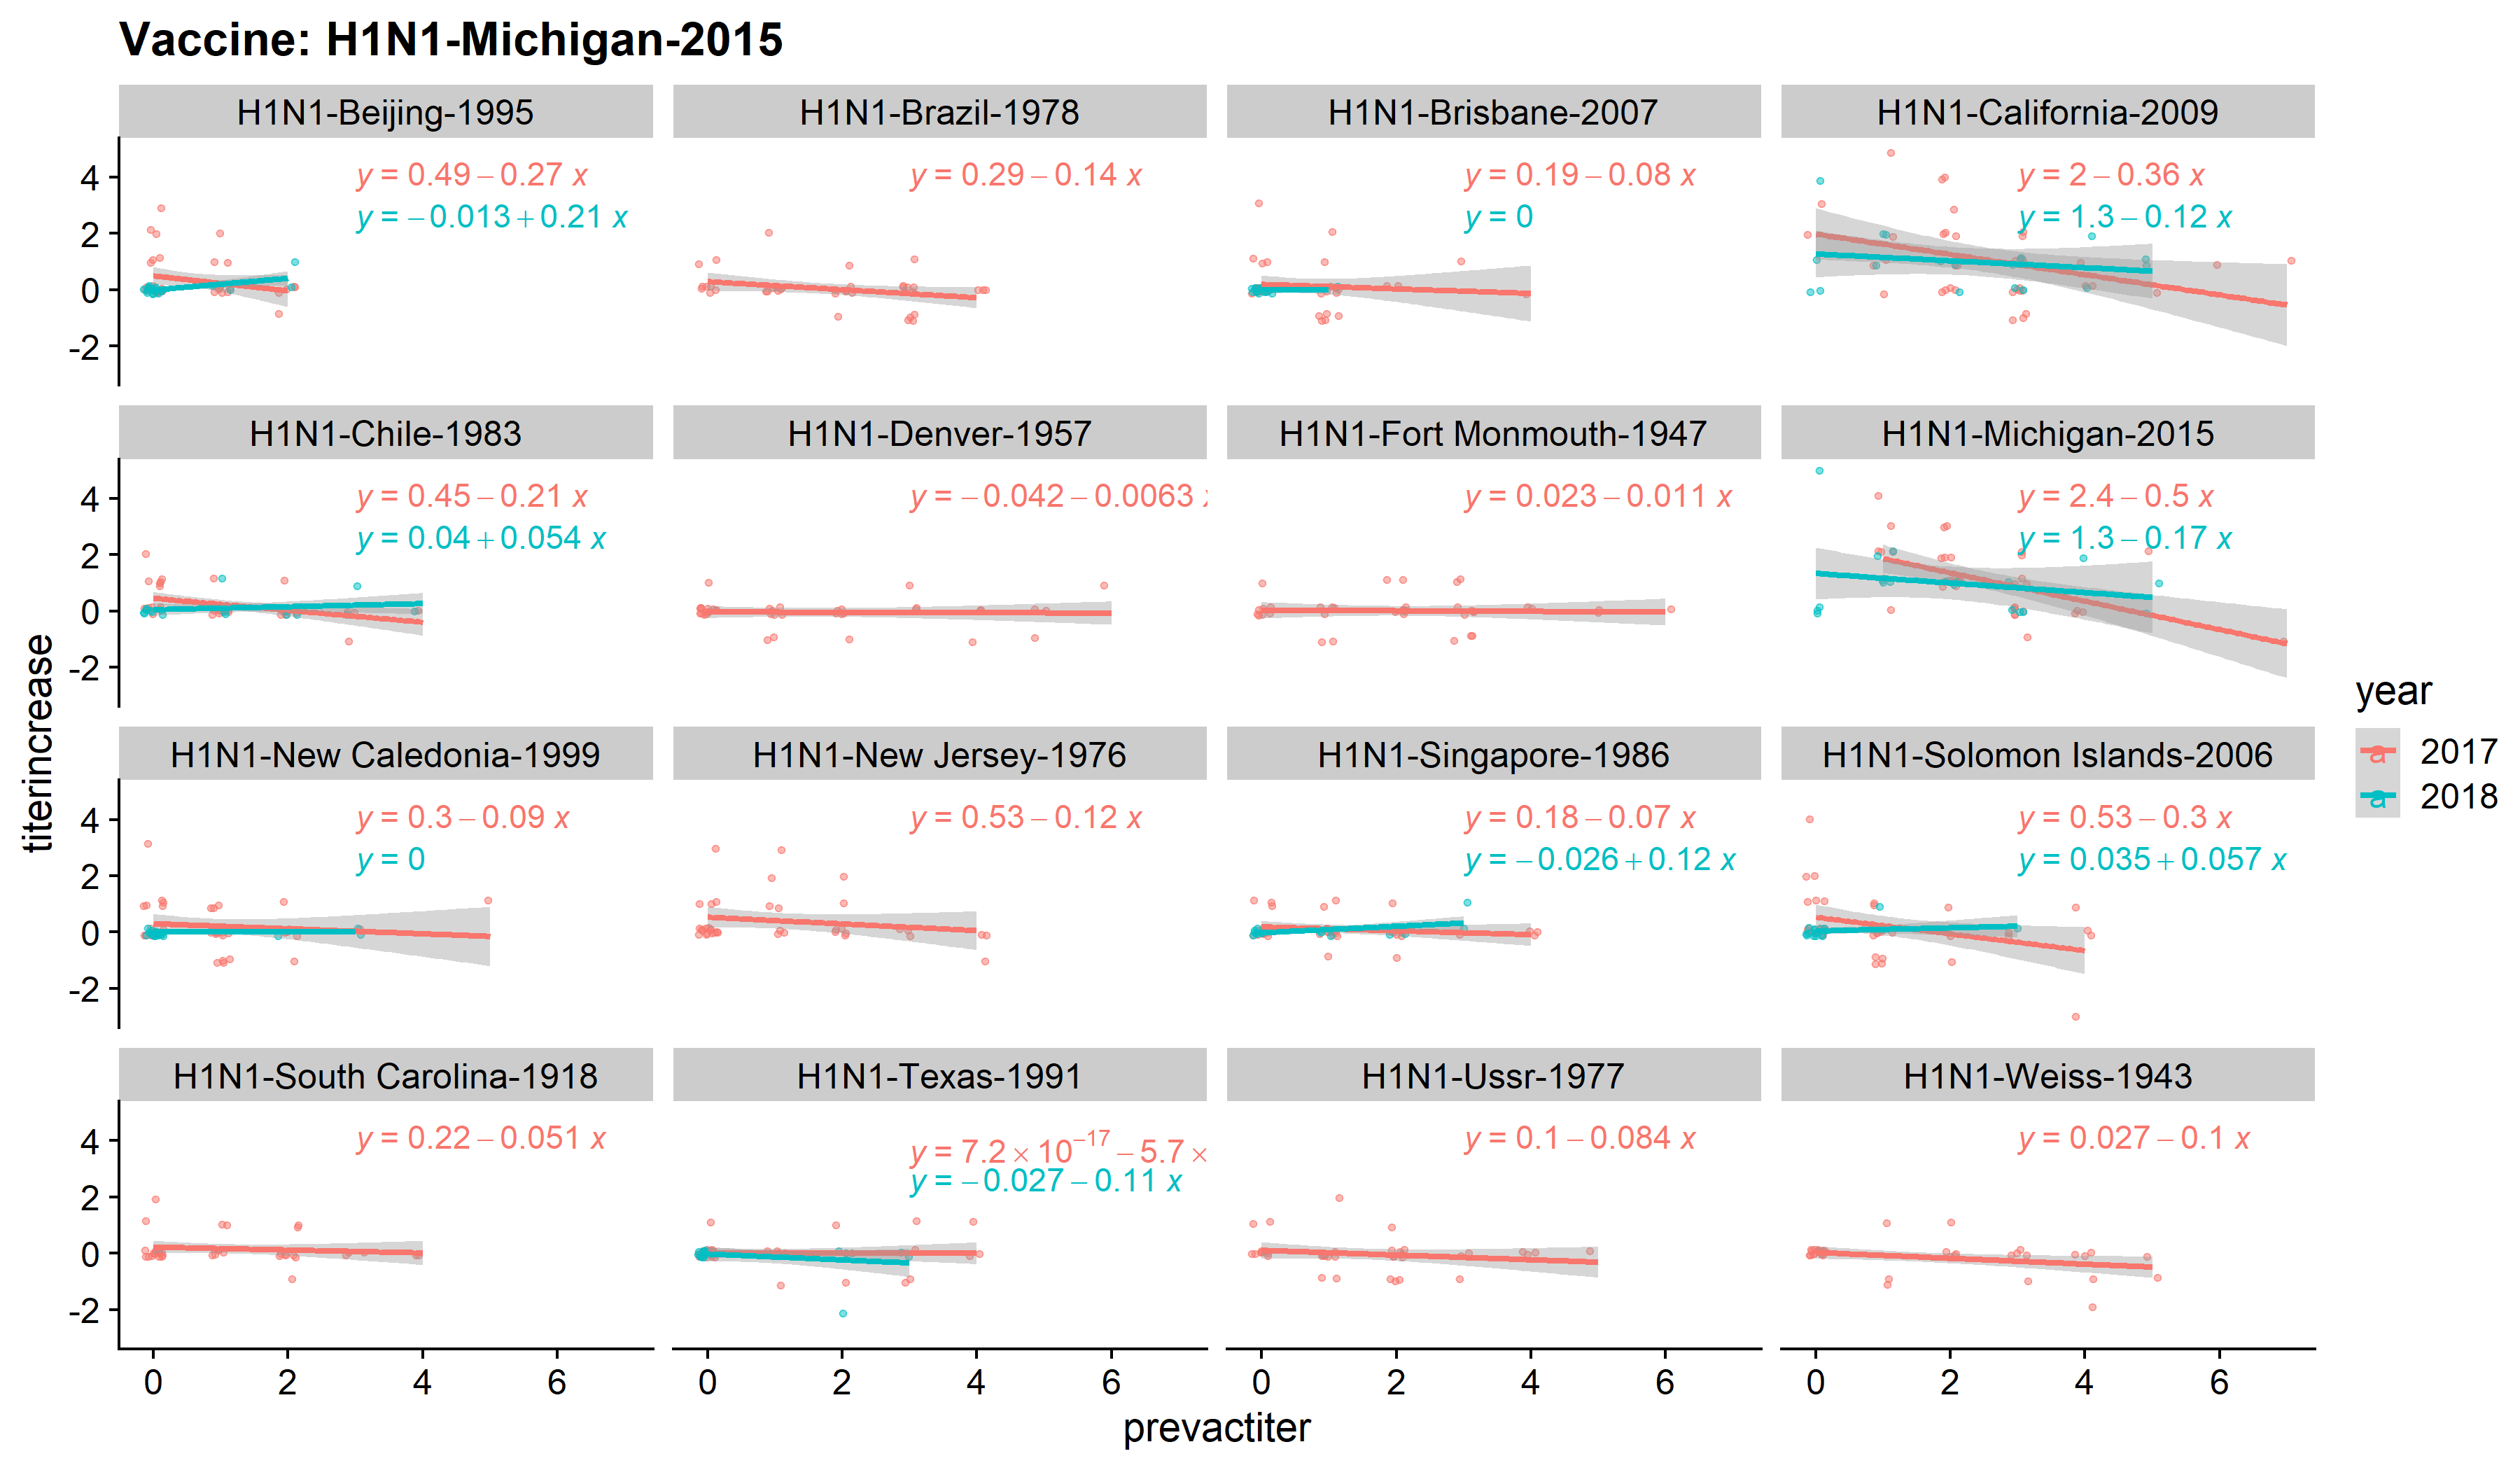 Vaccine: H1N1-Michigan-2015
H1N1-Beijing-1995
H1N1-Brazil-1978
H1N1-Brisbane-2007
H1N1-California-2009
y = 0.49 − 0.27 x
y = −0.013 + 0.21 x
y = 0.29 − 0.14 x
y = 0.19 − 0.08 x
y = 0
y = 2 − 0.36 x
y = 1.3 − 0.12 x
4
2
0
-2
H1N1-Chile-1983
H1N1-Denver-1957
H1N1-Fort Monmouth-1947
H1N1-Michigan-2015
y = 0.45 − 0.21 x
y = 0.04 + 0.054 x
y = −0.042 − 0.0063
y = 0.023 − 0.011 x
y = 2.4 − 0.5 x
y = 1.3 − 0.17 x
4
2
0
-2
H1N1-New Caledonia-1999
H1N1-New Jersey-1976
H1N1-Singapore-1986
H1N1-Solomon Islands-2006
y = 0.3 − 0.09 x
y = 0
y = 0.53 − 0.12 x
y = 0.18 − 0.07 x
y = −0.026 + 0.12 x
y = 0.53 − 0.3 x
y = 0.035 + 0.057 x
4
2
0
-2
H1N1-South Carolina-1918
H1N1-Texas-1991
H1N1-Ussr-1977
H1N1-Weiss-1943
y = 0.22 − 0.051 x
y = 7.2 × 10⁻¹⁷ − 5.7 ×
y = −0.027 − 0.11 x
y = 0.1 − 0.084 x
y = 0.027 − 0.1 x
4
2
0
-2
0 2 4 6
0 2 4 6
0 2 4 6
0 2 4 6
prevactiter
titerincrease
year
a 2017
a 2018